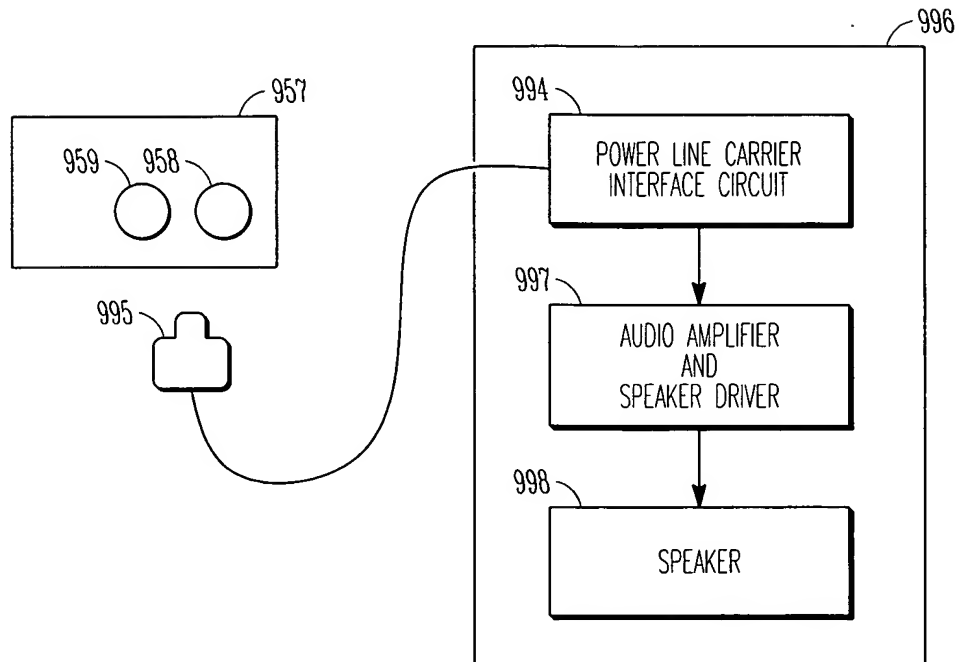 996
957
994
959
958
POWER LINE CARRIER
INTERFACE CIRCUIT
995
997
AUDIO AMPLIFIER
AND
SPEAKER DRIVER
998
SPEAKER